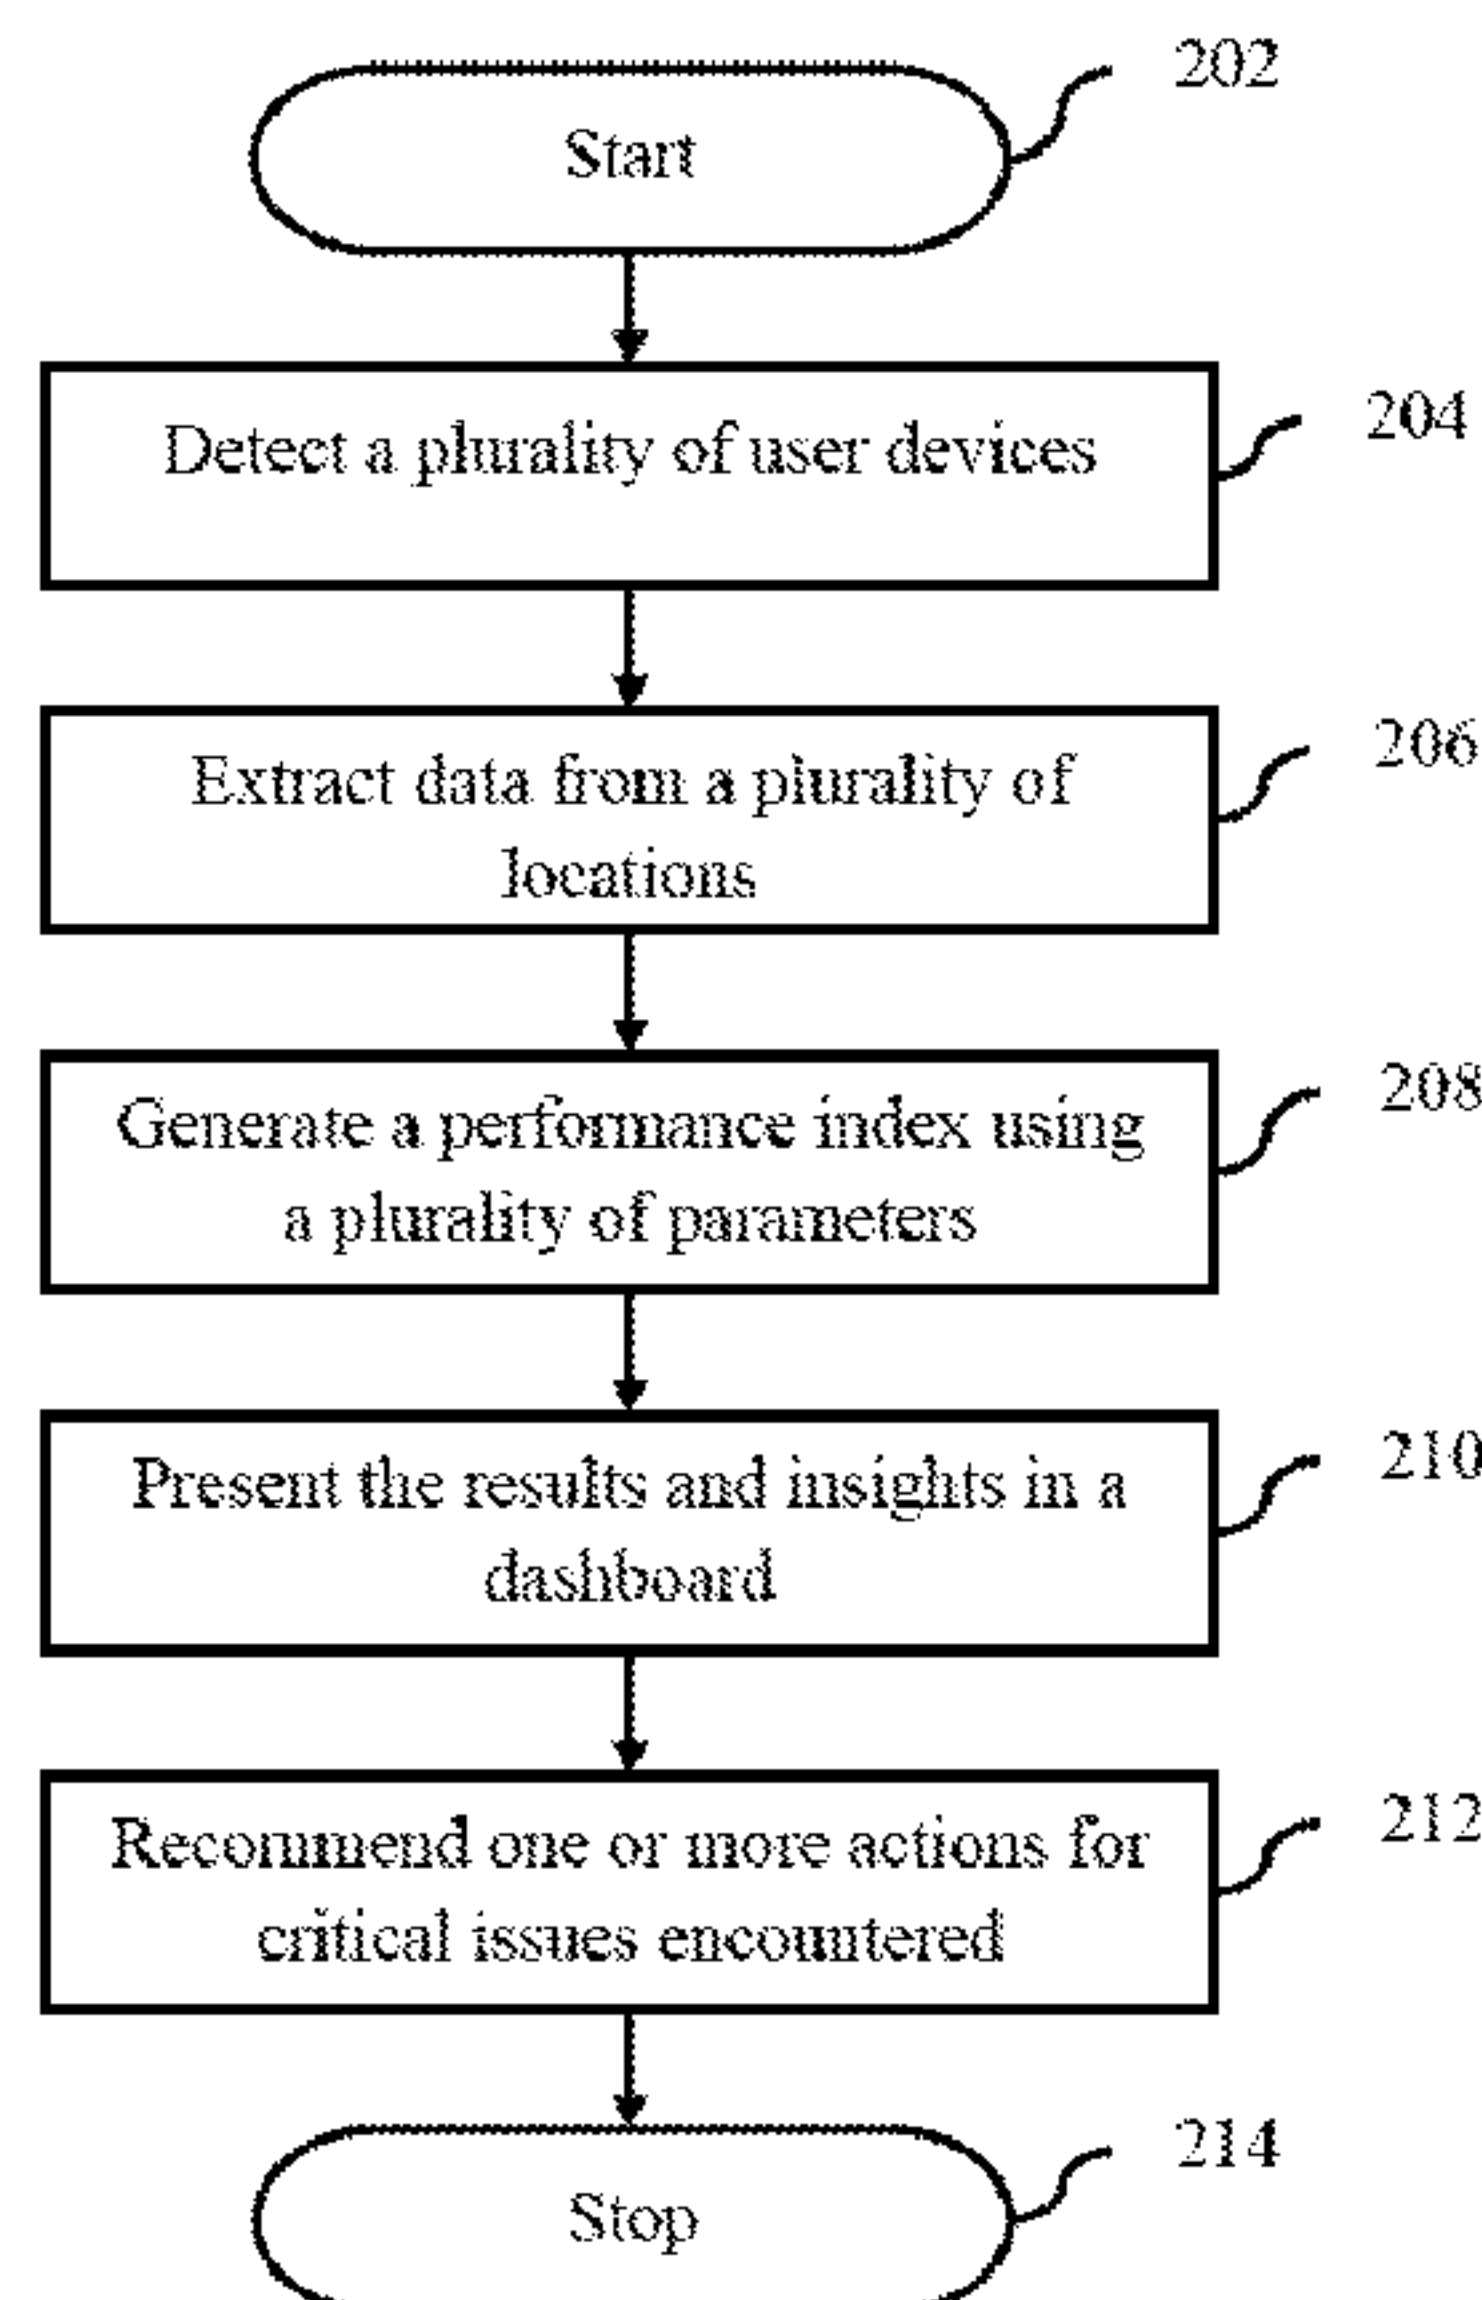 202
Start
204
Detect a plurality of user devices
206
Extract data from a plurality of
locations
208
Generate a performance index using
a plurality of parameters
210
Present the results and insights in a
dashboard
212
Recommend one or more actions for
critical issues encountered
214
Stop